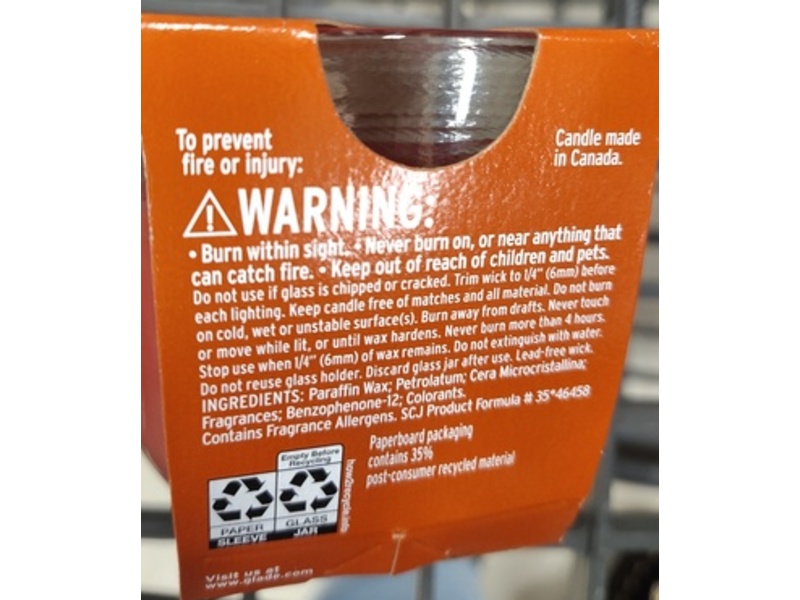 To prevent
fire or injury:
Candle made
in Canada.
WARNING:
• Burn within sight. • Never burn on, or near anything that
can catch fire. • Keep out of reach of children and pets.
Do not use if glass is chipped or cracked. Trim wick to 1/4" (6mm) before
each lighting. Keep candle free of matches and all material. Do not burn
on cold, wet or unstable surface(s). Burn away from drafts. Never touch
or move while lit, or until wax hardens. Never burn more than 4 hours.
Stop use when 1/4" (6mm) of wax remains. Do not extinguish with water.
Do not reuse glass holder. Discard glass jar after use. Lead-free wick.
INGREDIENTS: Paraffin Wax; Petrolatum; Cera Microcristallina;
Fragrances; Benzophenone-12; Colorants.
Contains Fragrance Allergens. SCJ Product Formula # 35*46458
Paperboard packaging
contains 35%
post-consumer recycled material
Empty Before
Recycling
PAPER
SLEEVE
GLASS
JAR
how2recycle.info
Visit us at
www.glade.com